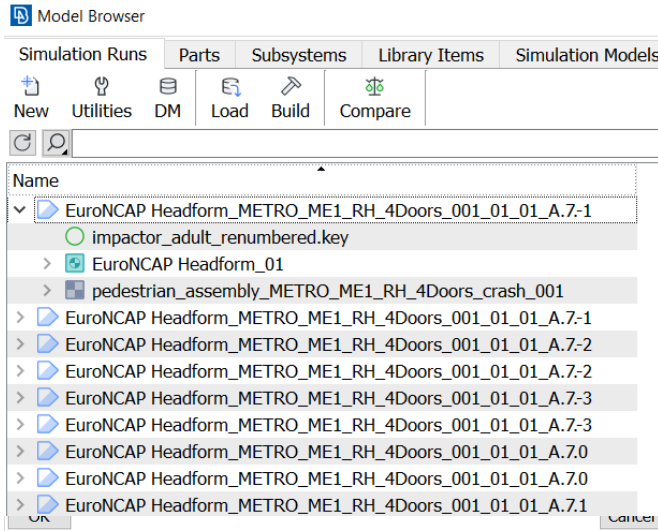 Model Browser
Simulation Runs Parts Subsystems Library Items Simulation Models
New Utilities DM Load Build Compare
Name
EuroNCAP Headform_METRO_ME1_RH_4Doors_001_01_01_A.7.-1
impactor_adult_renumbered.key
EuroNCAP Headform_01
pedestrian_assembly_METRO_ME1_RH_4Doors_crash_001
EuroNCAP Headform_METRO_ME1_RH_4Doors_001_01_01_A.7.-1
EuroNCAP Headform_METRO_ME1_RH_4Doors_001_01_01_A.7.-2
EuroNCAP Headform_METRO_ME1_RH_4Doors_001_01_01_A.7.-2
EuroNCAP Headform_METRO_ME1_RH_4Doors_001_01_01_A.7.-3
EuroNCAP Headform_METRO_ME1_RH_4Doors_001_01_01_A.7.-3
EuroNCAP Headform_METRO_ME1_RH_4Doors_001_01_01_A.7.0
EuroNCAP Headform_METRO_ME1_RH_4Doors_001_01_01_A.7.0
EuroNCAP Headform_METRO_ME1_RH_4Doors_001_01_01_A.7.1
OK Cancel